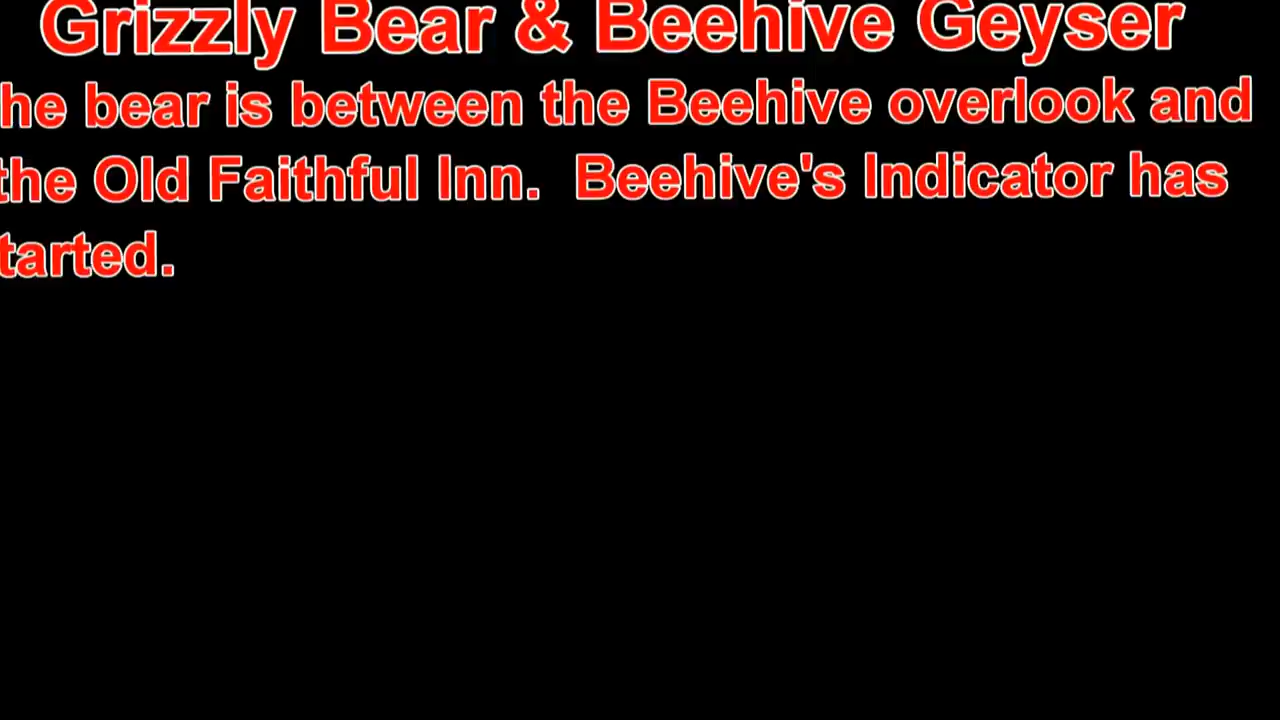 Grizzly Bear & Beehive Geyser
he bear is between the Beehive overlook and
the Old Faithful Inn.  Beehive's Indicator has
tarted.